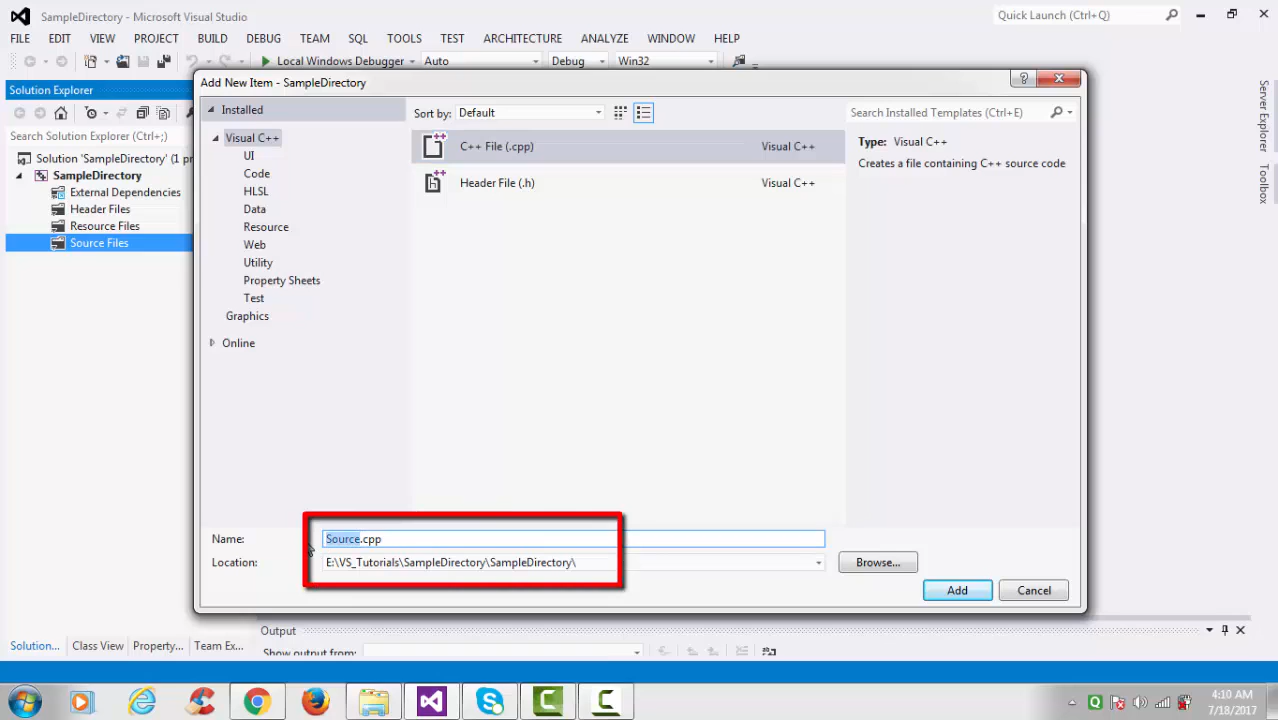 SampleDirectory - Microsoft Visual Studio
Quick Launch (Ctrl+Q)
FILE EDIT VIEW PROJECT BUILD DEBUG TEAM SQL TOOLS TEST ARCHITECTURE ANALYZE WINDOW HELP
Local Windows Debugger Auto Debug Win32
Solution Explorer
Search Solution Explorer (Ctrl+;)
Solution 'SampleDirectory' (1 pr
SampleDirectory
External Dependencies
Header Files
Resource Files
Source Files
Add New Item - SampleDirectory
Installed
Visual C++
UI
Code
HLSL
Data
Resource
Web
Utility
Property Sheets
Test
Graphics
Online
Sort by: Default
Search Installed Templates (Ctrl+E)
C++ File (.cpp) Visual C++
Header File (.h) Visual C++
Type: Visual C++
Creates a file containing C++ source code
Name: Source.cpp
Location: E:\VS_Tutorials\SampleDirectory\SampleDirectory\
Browse...
Add Cancel
Server Explorer
Toolbox
Output
Show output from:
Solution... Class View Property... Team Ex...
4:10 AM
7/18/2017